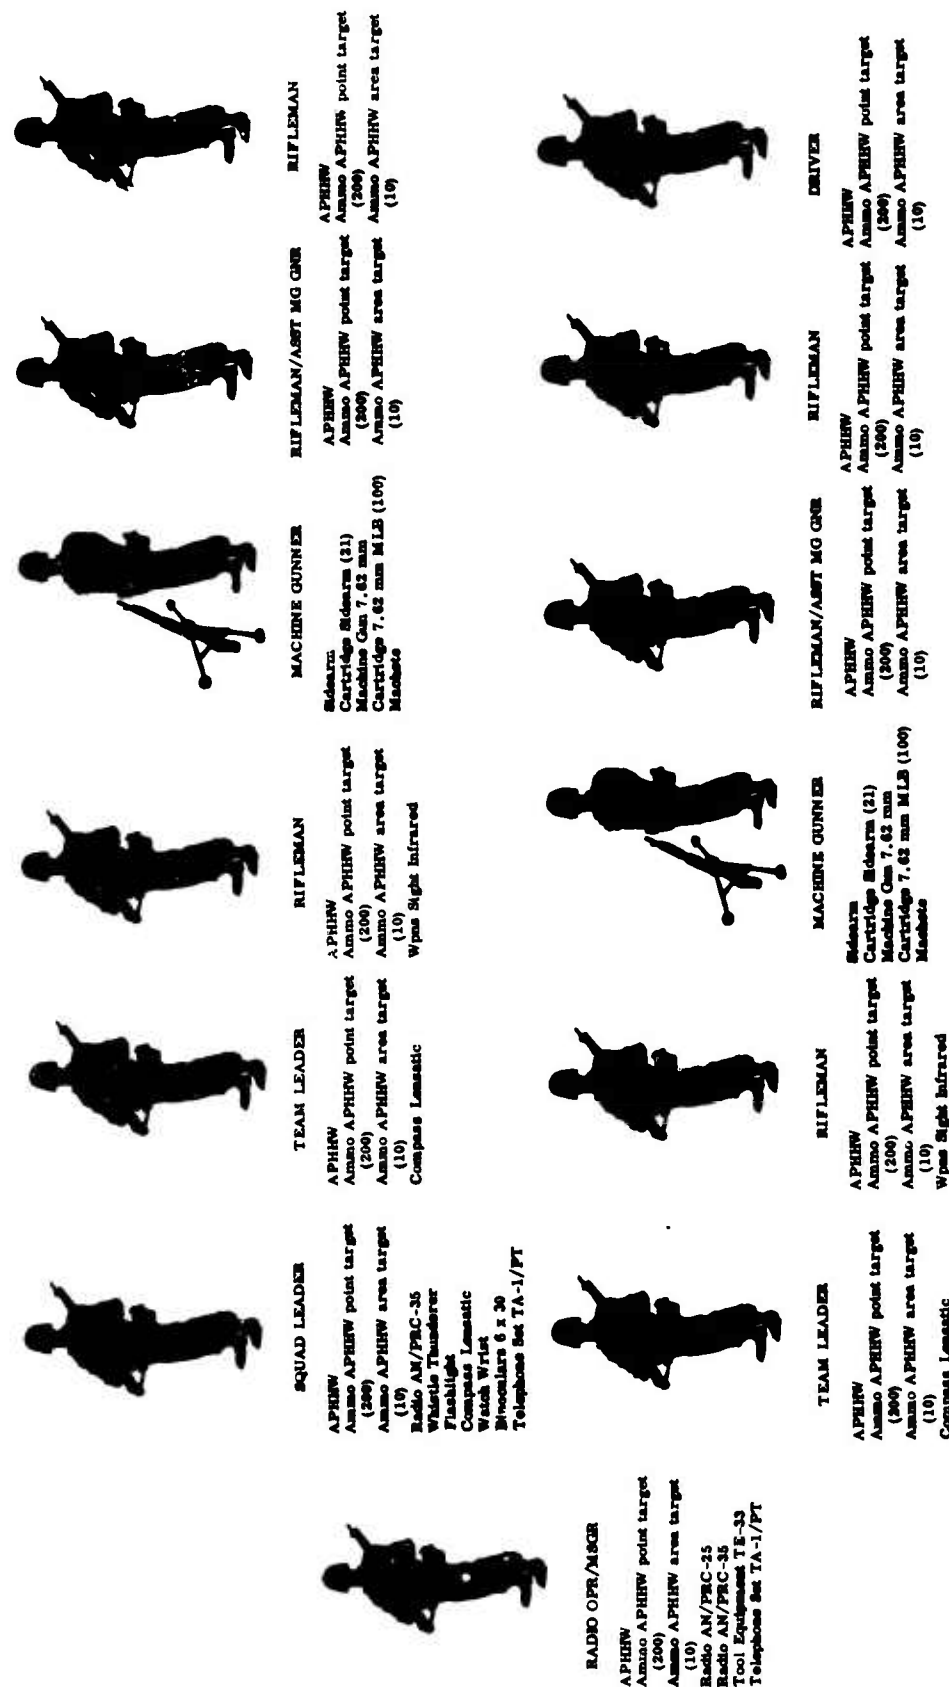 RADIO OPR/MSGR
APHHW
Ammo APHHW point target
(200)
Ammo APHHW area target
(10)
Radio AN/PRC-25
Radio AN/PRC-35
Tool Equipment TE-33
Telephone Set TA-1/PT
SQUAD LEADER
APHHW
Ammo APHHW point target
(200)
Ammo APHHW area target
(10)
Radio AN/PRC-35
Whistle Thunderer
Flashlight
Compass Lensatic
Watch Wrist
Binoculars 6 x 30
Telephone Set TA-1/PT
TEAM LEADER
APHHW
Ammo APHHW point target
(200)
Ammo APHHW area target
(10)
Compass Lensatic
RIFLEMAN
APHHW
Ammo APHHW point target
(200)
Ammo APHHW area target
(10)
Wpns Sight Infrared
MACHINE GUNNER
Sidearm
Cartridge Sidearm (21)
Machine Gun 7.62 mm
Cartridge 7.62 mm MLB (100)
Machete
RIFLEMAN/ASST MG GNR
APHHW
Ammo APHHW point target
(200)
Ammo APHHW area target
(10)
RIFLEMAN
APHHW
Ammo APHHW point target
(200)
Ammo APHHW area target
(10)
TEAM LEADER
APHHW
Ammo APHHW point target
(200)
Ammo APHHW area target
(10)
Compass Lensatic
RIFLEMAN
APHHW
Ammo APHHW point target
(200)
Ammo APHHW area target
(10)
Wpns Sight Infrared
MACHINE GUNNER
Sidearm
Cartridge Sidearm (21)
Machine Gun 7.62 mm
Cartridge 7.62 mm MLB (100)
Machete
RIFLEMAN/ASST MG GNR
APHHW
Ammo APHHW point target
(200)
Ammo APHHW area target
(10)
RIFLEMAN
APHHW
Ammo APHHW point target
(200)
Ammo APHHW area target
(10)
DRIVER
APHHW
Ammo APHHW point target
(200)
Ammo APHHW area target
(10)